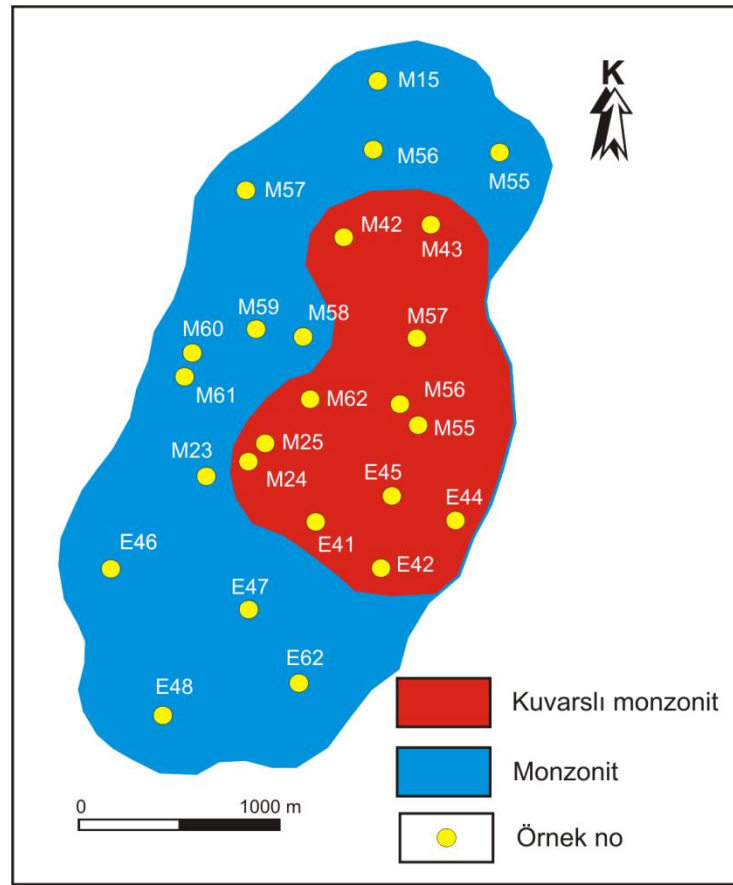 K
M15
M56
M55
M57
M42
M43
M59
M58
M57
M60
M61
M62
M56
M55
M25
M23
M24
E45
E44
E41
E46
E42
E47
E62
E48
Kuvarslı monzonit
Monzonit
0 1000 m
Örnek no